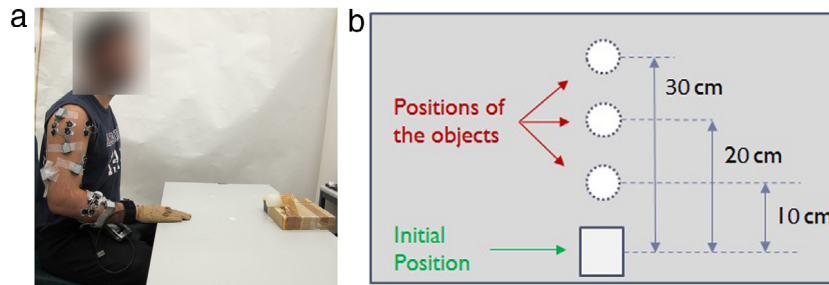 a
b
Positions of
the objects
30 cm
20 cm
10 cm
Initial
Position